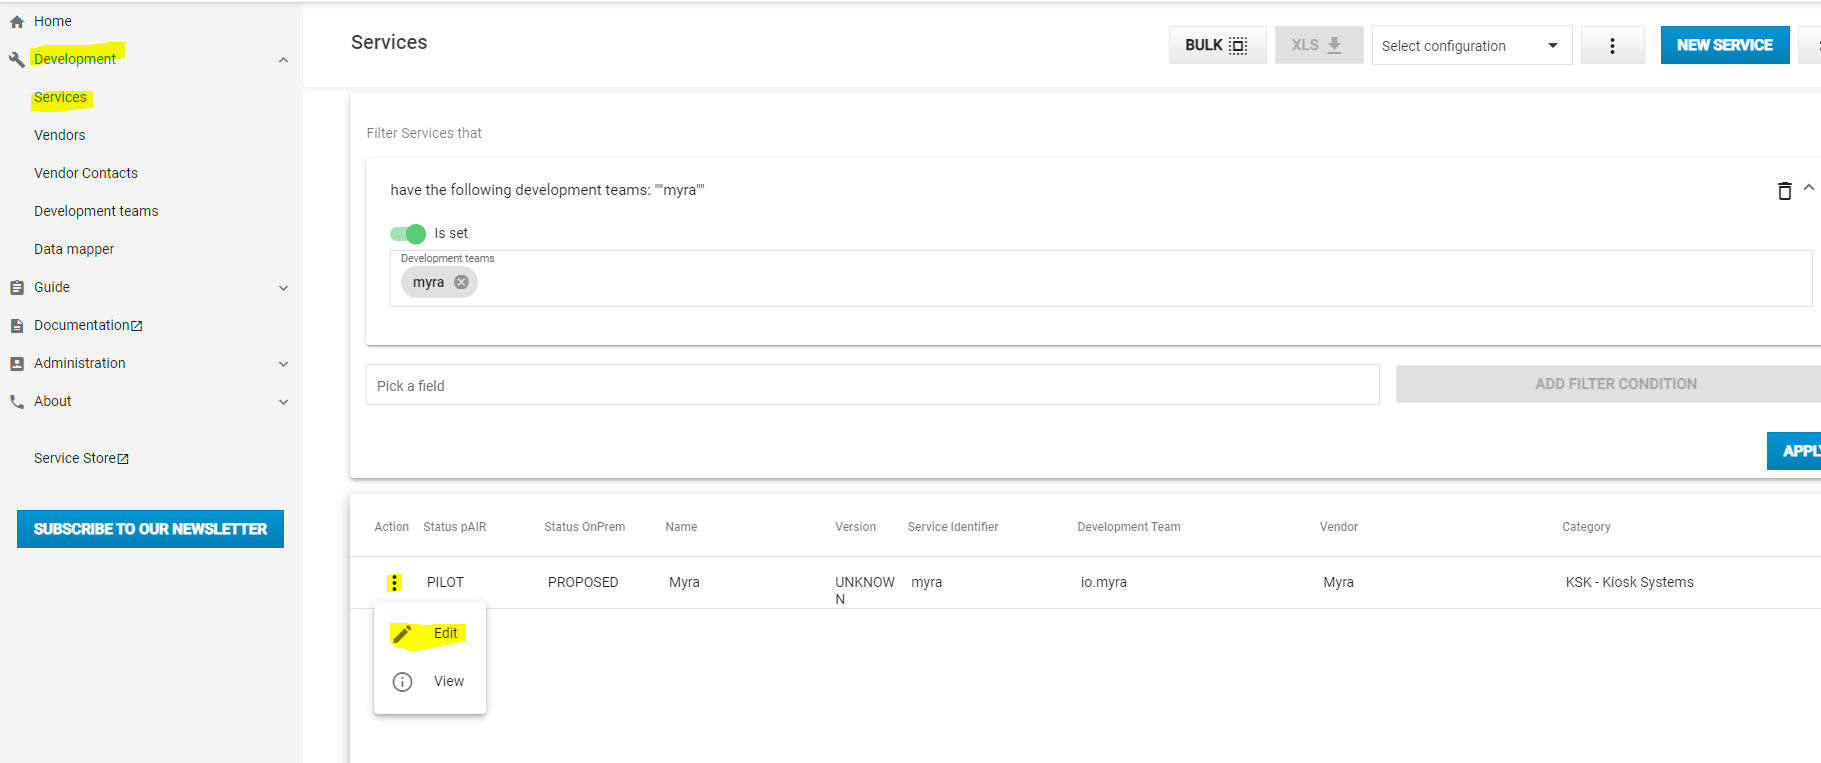 Home
Development
Services
Vendors
Vendor Contacts
Development teams
Data mapper
Guide
Documentation
Administration
About
Service Store
SUBSCRIBE TO OUR NEWSLETTER
Services
BULK
XLS
Select configuration
NEW SERVICE
Filter Services that
have the following development teams: ""myra""
Is set
Development teams
myra
Pick a field
ADD FILTER CONDITION
APPLY
Action Status pAIR Status OnPrem Name Version Service Identifier Development Team Vendor Category
PILOT PROPOSED Myra UNKNOW myra io.myra Myra KSK - Kiosk Systems
N
Edit
View